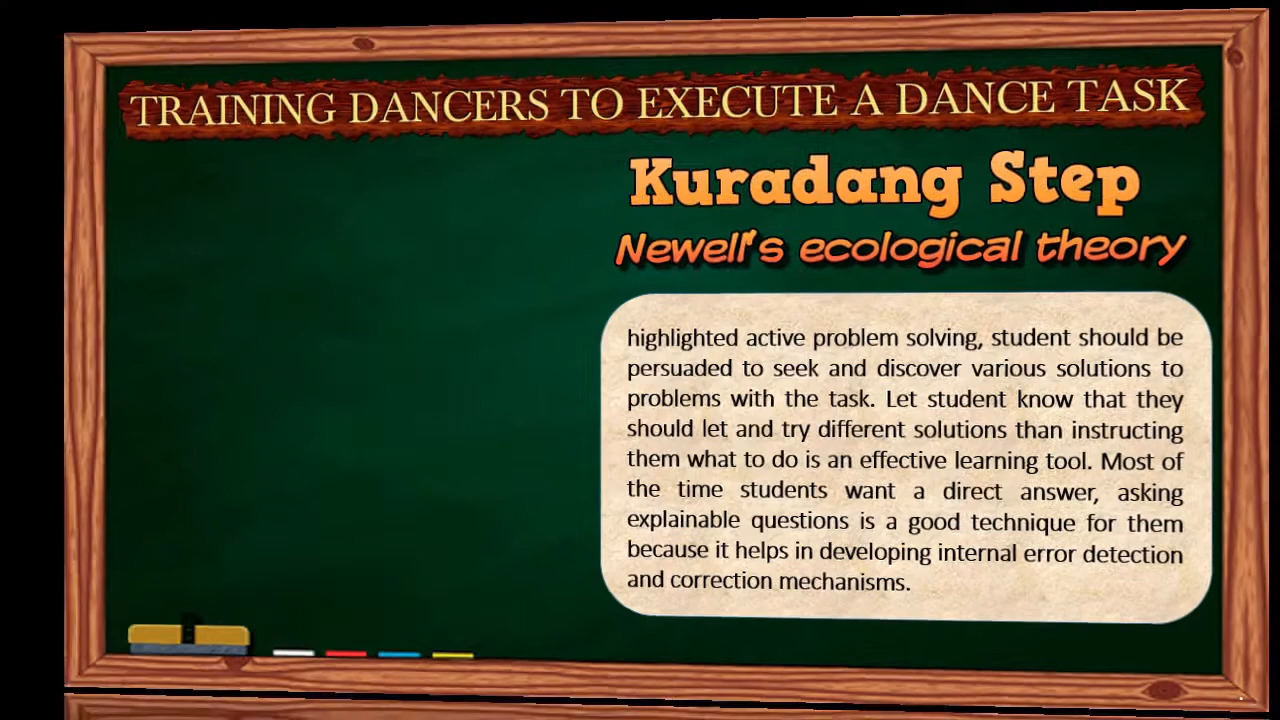 TRAINING DANCERS TO EXECUTE A DANCE TASK
Kuradang Step
Newell's ecological theory
highlighted active problem solving, student should be
persuaded to seek and discover various solutions to
problems with the task. Let student know that they
should let and try different solutions than instructing
them what to do is an effective learning tool. Most of
the time students want a direct answer, asking
explainable questions is a good technique for them
because it helps in developing internal error detection
and correction mechanisms.